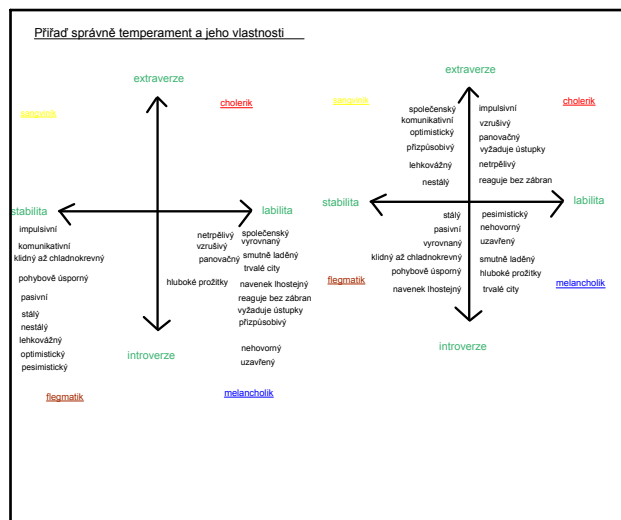 Přiřaď správně temperament a jeho vlastnosti
extraverze
sangvinik
cholerik
stabilita
labilita
impulsivní
komunikativní
klidný až chladnokrevný
pohybově úsporný
pasivní
stálý
nestálý
lehkovážný
optimistický
pesimistický
netrpělivý
vzrušivý
panovačný
hluboké prožitky
společenský
vyrovnaný
smutně laděný
trvalé city
navenek lhostejný
reaguje bez zábran
vyžaduje ústupky
přizpůsobivý
nehovorný
uzavřený
introverze
flegmatik
melancholik
extraverze
sangvinik
cholerik
společenský
komunikativní
optimistický
přizpůsobivý
lehkovážný
nestálý
impulsivní
vzrušivý
panovačný
vyžaduje ústupky
netrpělivý
reaguje bez zábran
stabilita
labilita
stálý
pasivní
vyrovnaný
klidný až chladnokrevný
pohybově úsporný
navenek lhostejný
pesimistický
nehovorný
uzavřený
smutně laděný
hluboké prožitky
trvalé city
flegmatik
melancholik
introverze